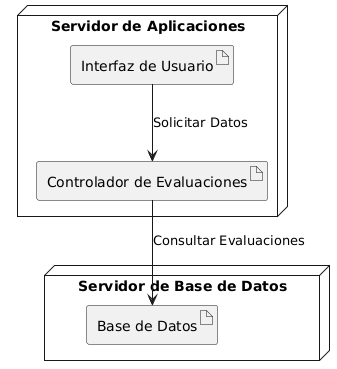 Servidor de Aplicaciones
Interfaz de Usuario
Solicitar Datos
Controlador de Evaluaciones
Consultar Evaluaciones
Servidor de Base de Datos
Base de Datos